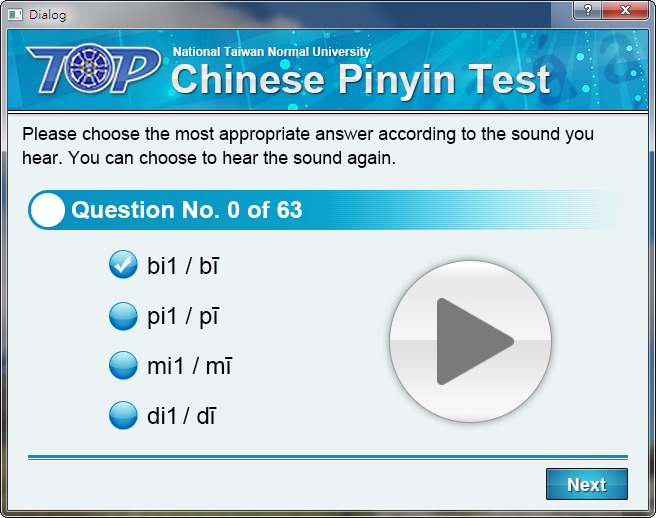 Dialog
TOP
National Taiwan Normal University
Chinese Pinyin Test
Please choose the most appropriate answer according to the sound you
hear. You can choose to hear the sound again.
Question No. 0 of 63
bi1 / bī
pi1 / pī
mi1 / mī
di1 / dī
Next